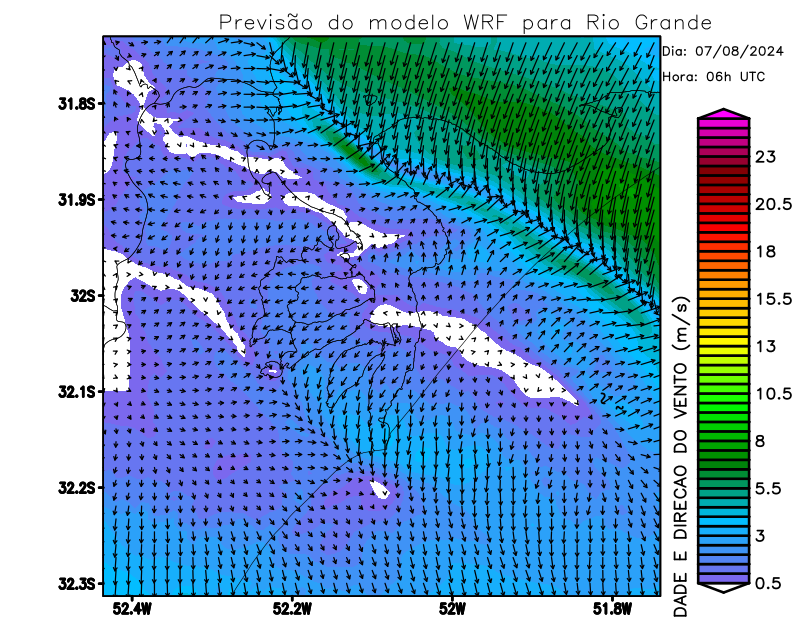 Previsão do modelo WRF para Rio Grande
Dia: 07/08/2024
Hora: 06h UTC
31.8S
31.9S
32S
32.1S
32.2S
32.3S
52.4W
52.2W
52W
51.8W
DADE E DIRECAO DO VENTO (m/s)
23
20.5
18
15.5
13
10.5
8
5.5
3
0.5